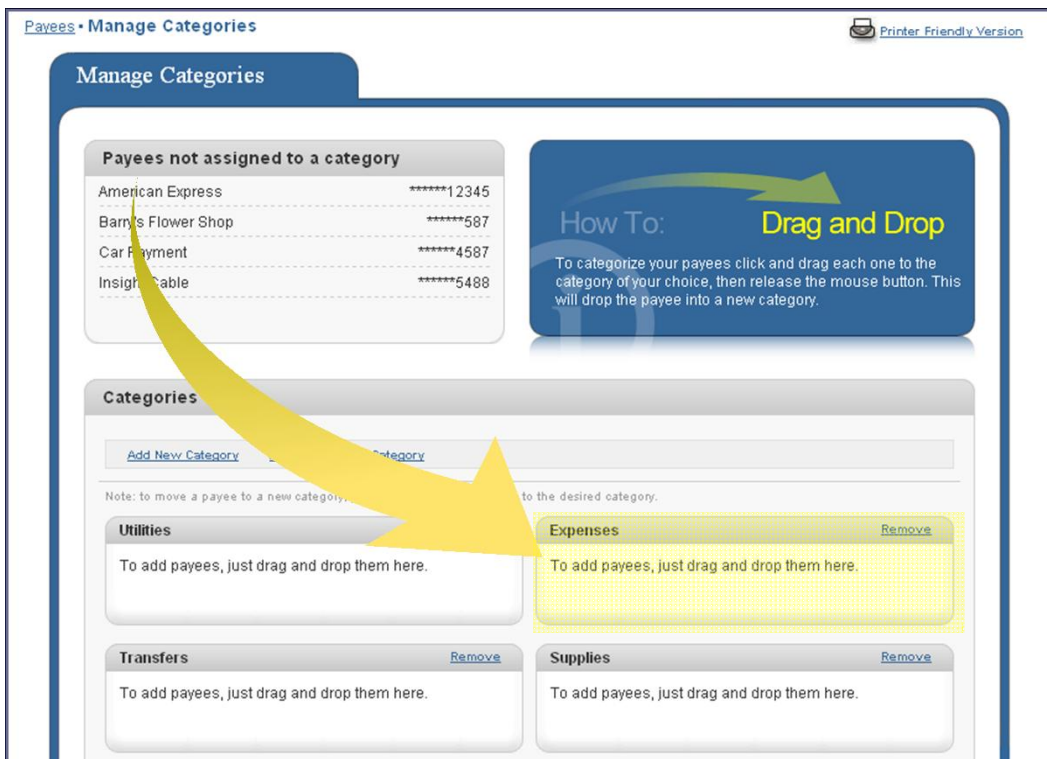 Payees • Manage Categories
Printer Friendly Version
Manage Categories
Payees not assigned to a category
American Express ******12345
Barry's Flower Shop ******587
Car Payment ******4587
Insight Cable ******5488
How To: Drag and Drop
To categorize your payees click and drag each one to the
category of your choice, then release the mouse button. This
will drop the payee into a new category.
Categories
Add New Category
Category
Note: to move a payee to a new category,
to the desired category.
Utilities
To add payees, just drag and drop them here.
Expenses Remove
To add payees, just drag and drop them here.
Transfers Remove
To add payees, just drag and drop them here.
Supplies Remove
To add payees, just drag and drop them here.